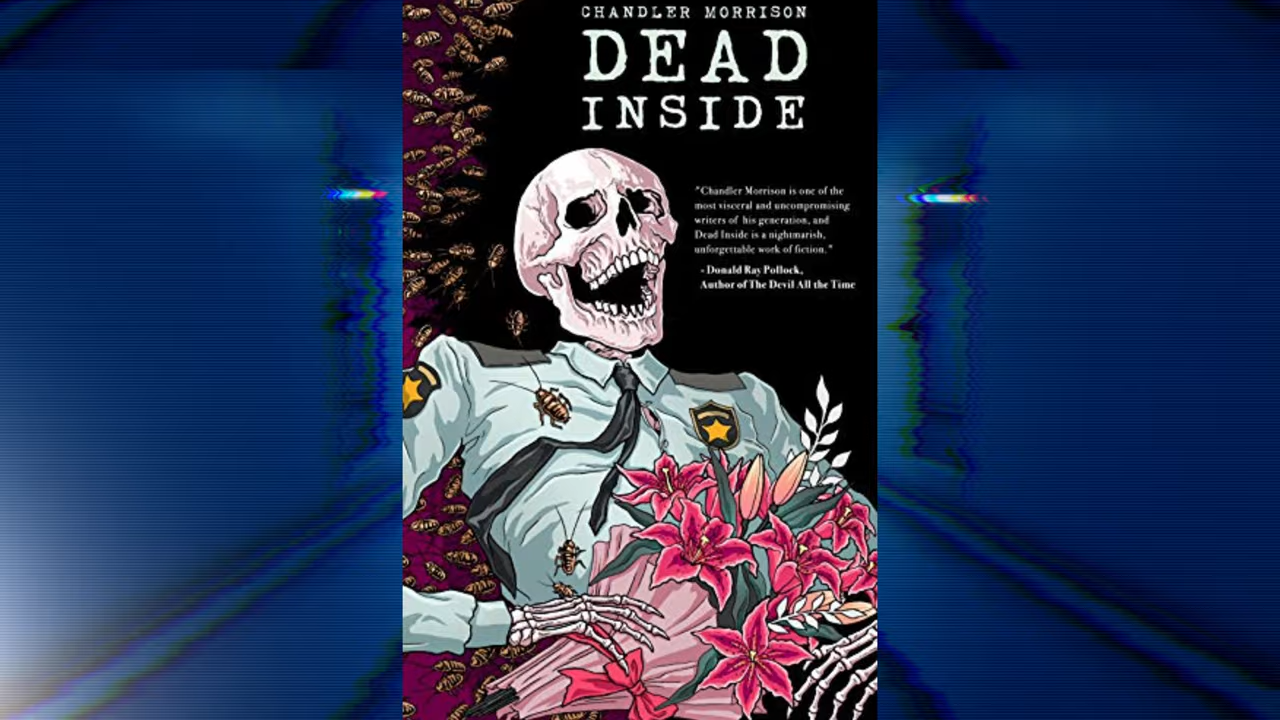 CHANDLER MORRISON
DEAD
INSIDE
"Chandler Morrison is one of the
most visceral and uncompromising
writers of his generation, and
Dead Inside is a nightmarish,
unforgettable work of fiction."
- Donald Ray Pollock,
Author of The Devil All the Time